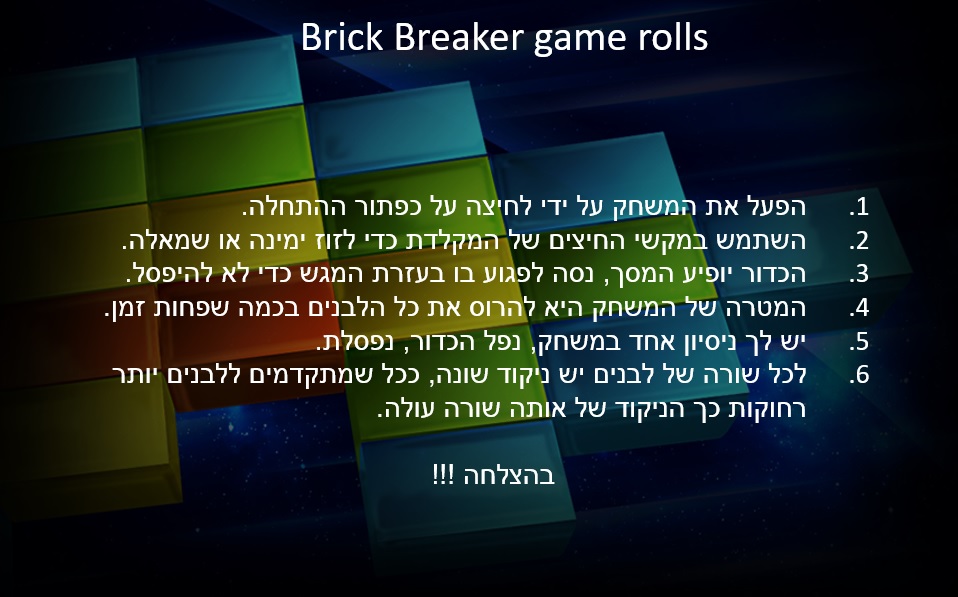 Brick Breaker game rolls
1. הפעל את המשחק על ידי לחיצה על כפתור ההתחלה.
2. השתמש במקשי החיצים של המקלדת כדי לזוז ימינה או שמאלה.
3. הכדור יופיע המסך, נסה לפגוע בו בעזרת המגש כדי לא להיפסל.
4. המטרה של המשחק היא להרוס את כל הלבנים בכמה שפחות זמן.
5. יש לך ניסיון אחד במשחק, נפל הכדור, נפסלת.
6. לכל שורה של לבנים יש ניקוד שונה, ככל שמתקדמים ללבנים יותר
רחוקות כך הניקוד של אותה שורה עולה.
בהצלחה !!!